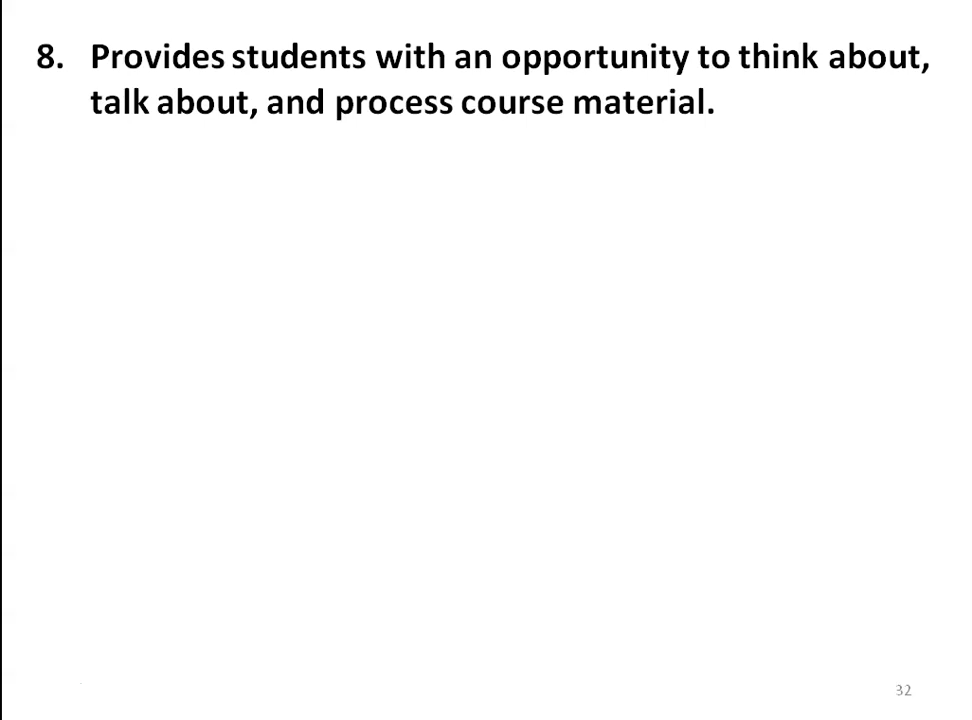 8. Provides students with an opportunity to think about,
talk about, and process course material.
32